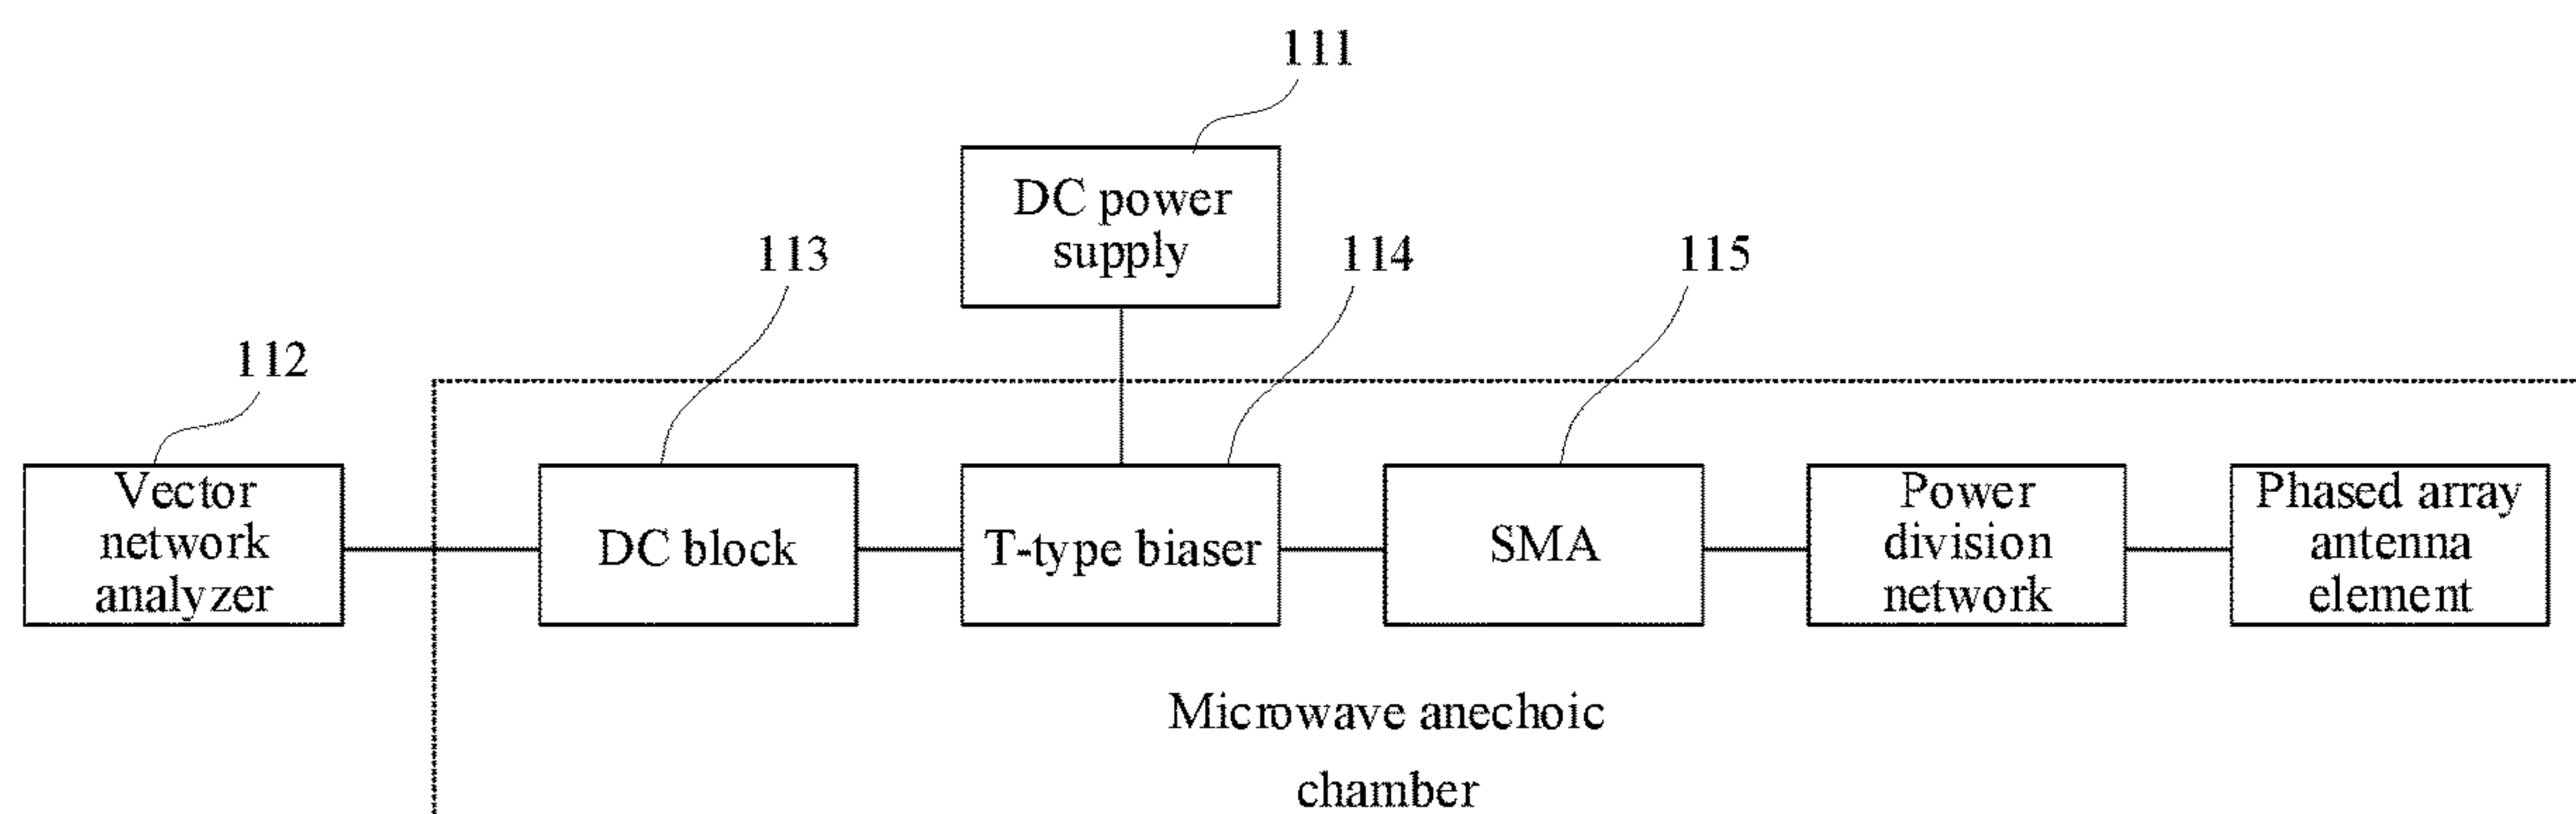 111
DC power
supply
113
114
115
112
Vector
network
analyzer
DC block
T-type biaser
SMA
Power
division
network
Phased array
antenna
element
Microwave anechoic
chamber